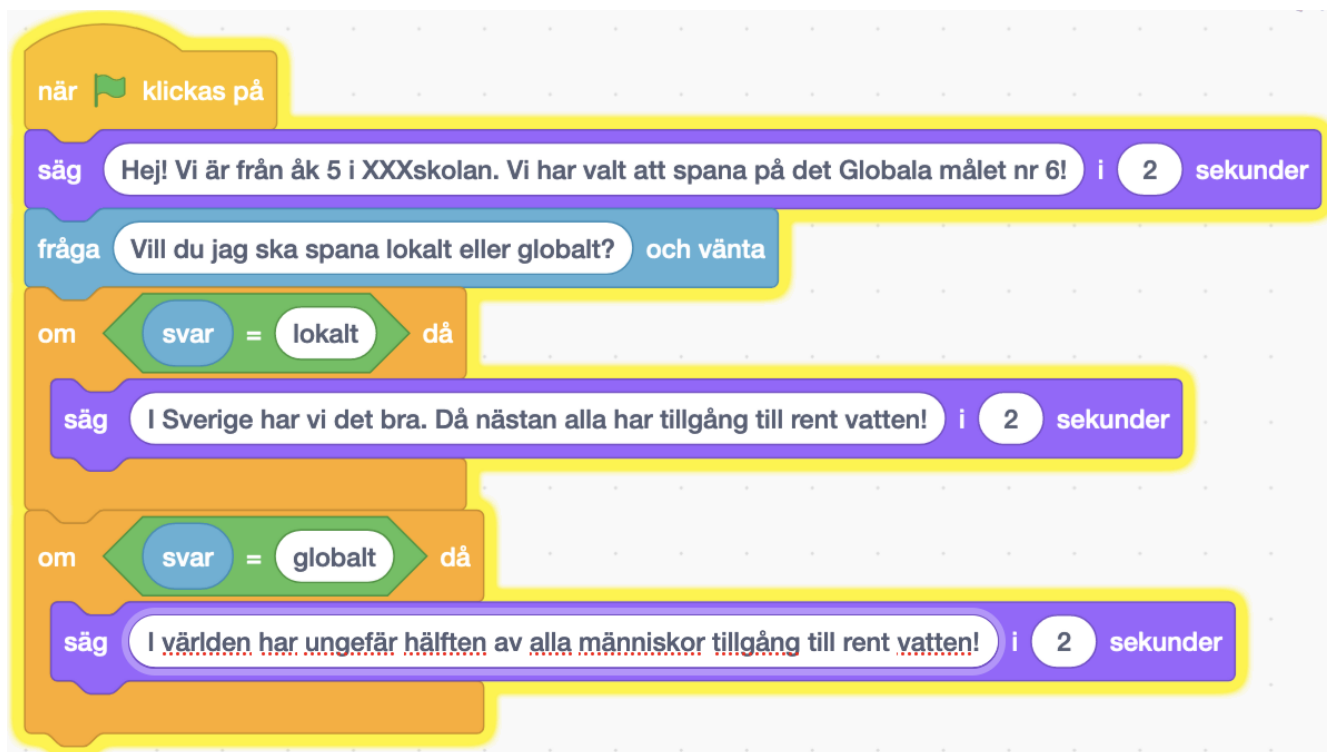 när klickas på
säg Hej! Vi är från åk 5 i XXXskolan. Vi har valt att spana på det Globala målet nr 6! i 2 sekunder
fråga Vill du jag ska spana lokalt eller globalt? och vänta
om svar = lokalt då
säg I Sverige har vi det bra. Då nästan alla har tillgång till rent vatten! i 2 sekunder
om svar = globalt då
säg I världen har ungefär hälften av alla männskor tillgång till rent vatten! i 2 sekunder